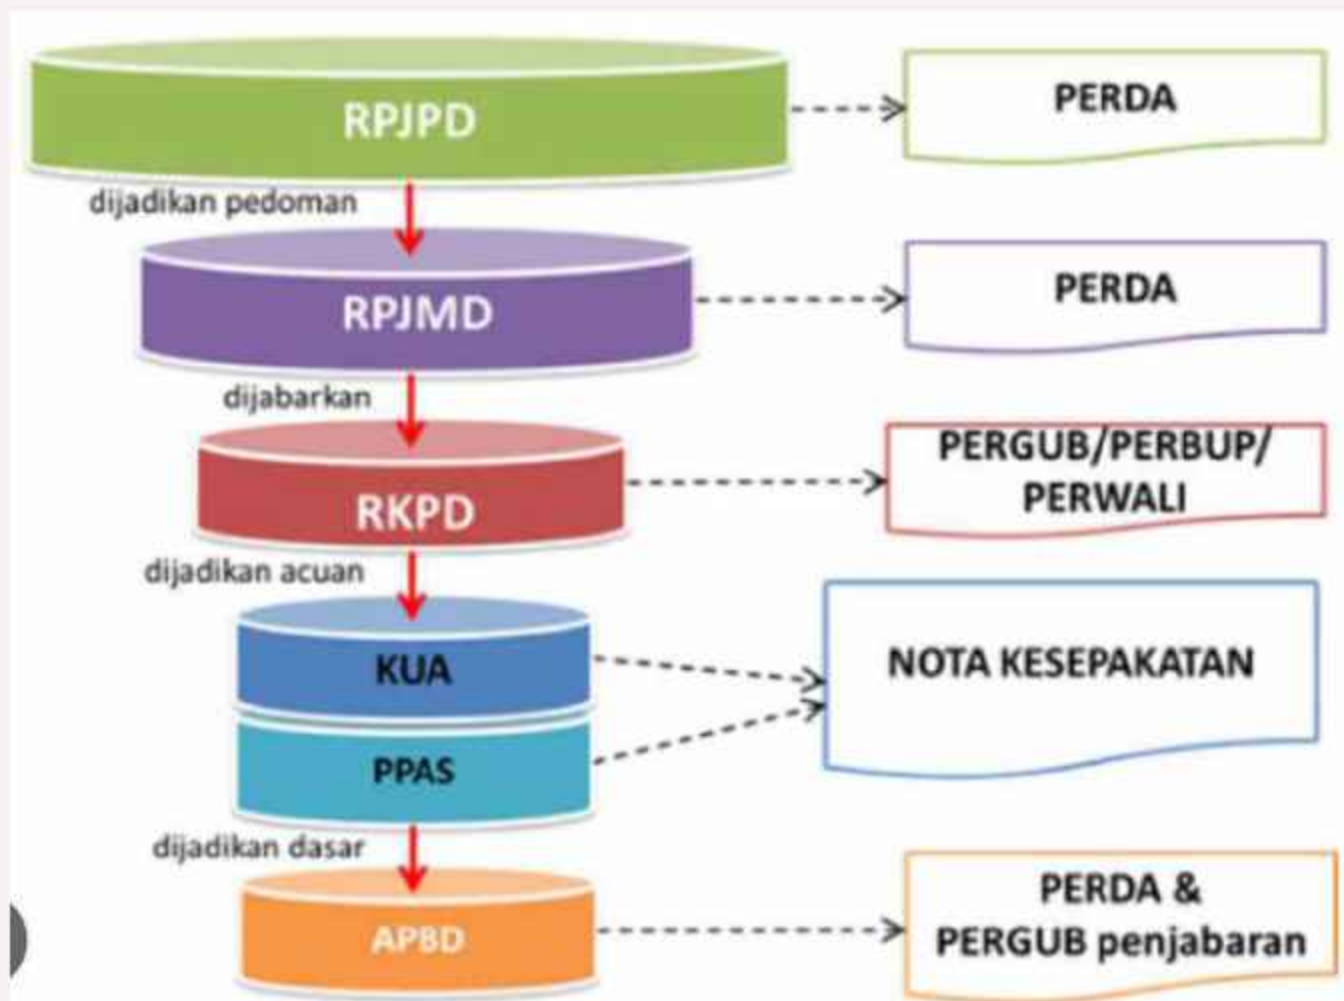 RPJPD
PERDA
dijadikan pedoman
RPJMD
PERDA
dijabarkan
RKPD
PERGUB/PERBUP/
PERWALI
dijadikan acuan
KUA
NOTA KESEPAKATAN
PPAS
dijadikan dasar
APBD
PERDA &
PERGUB penjabaran